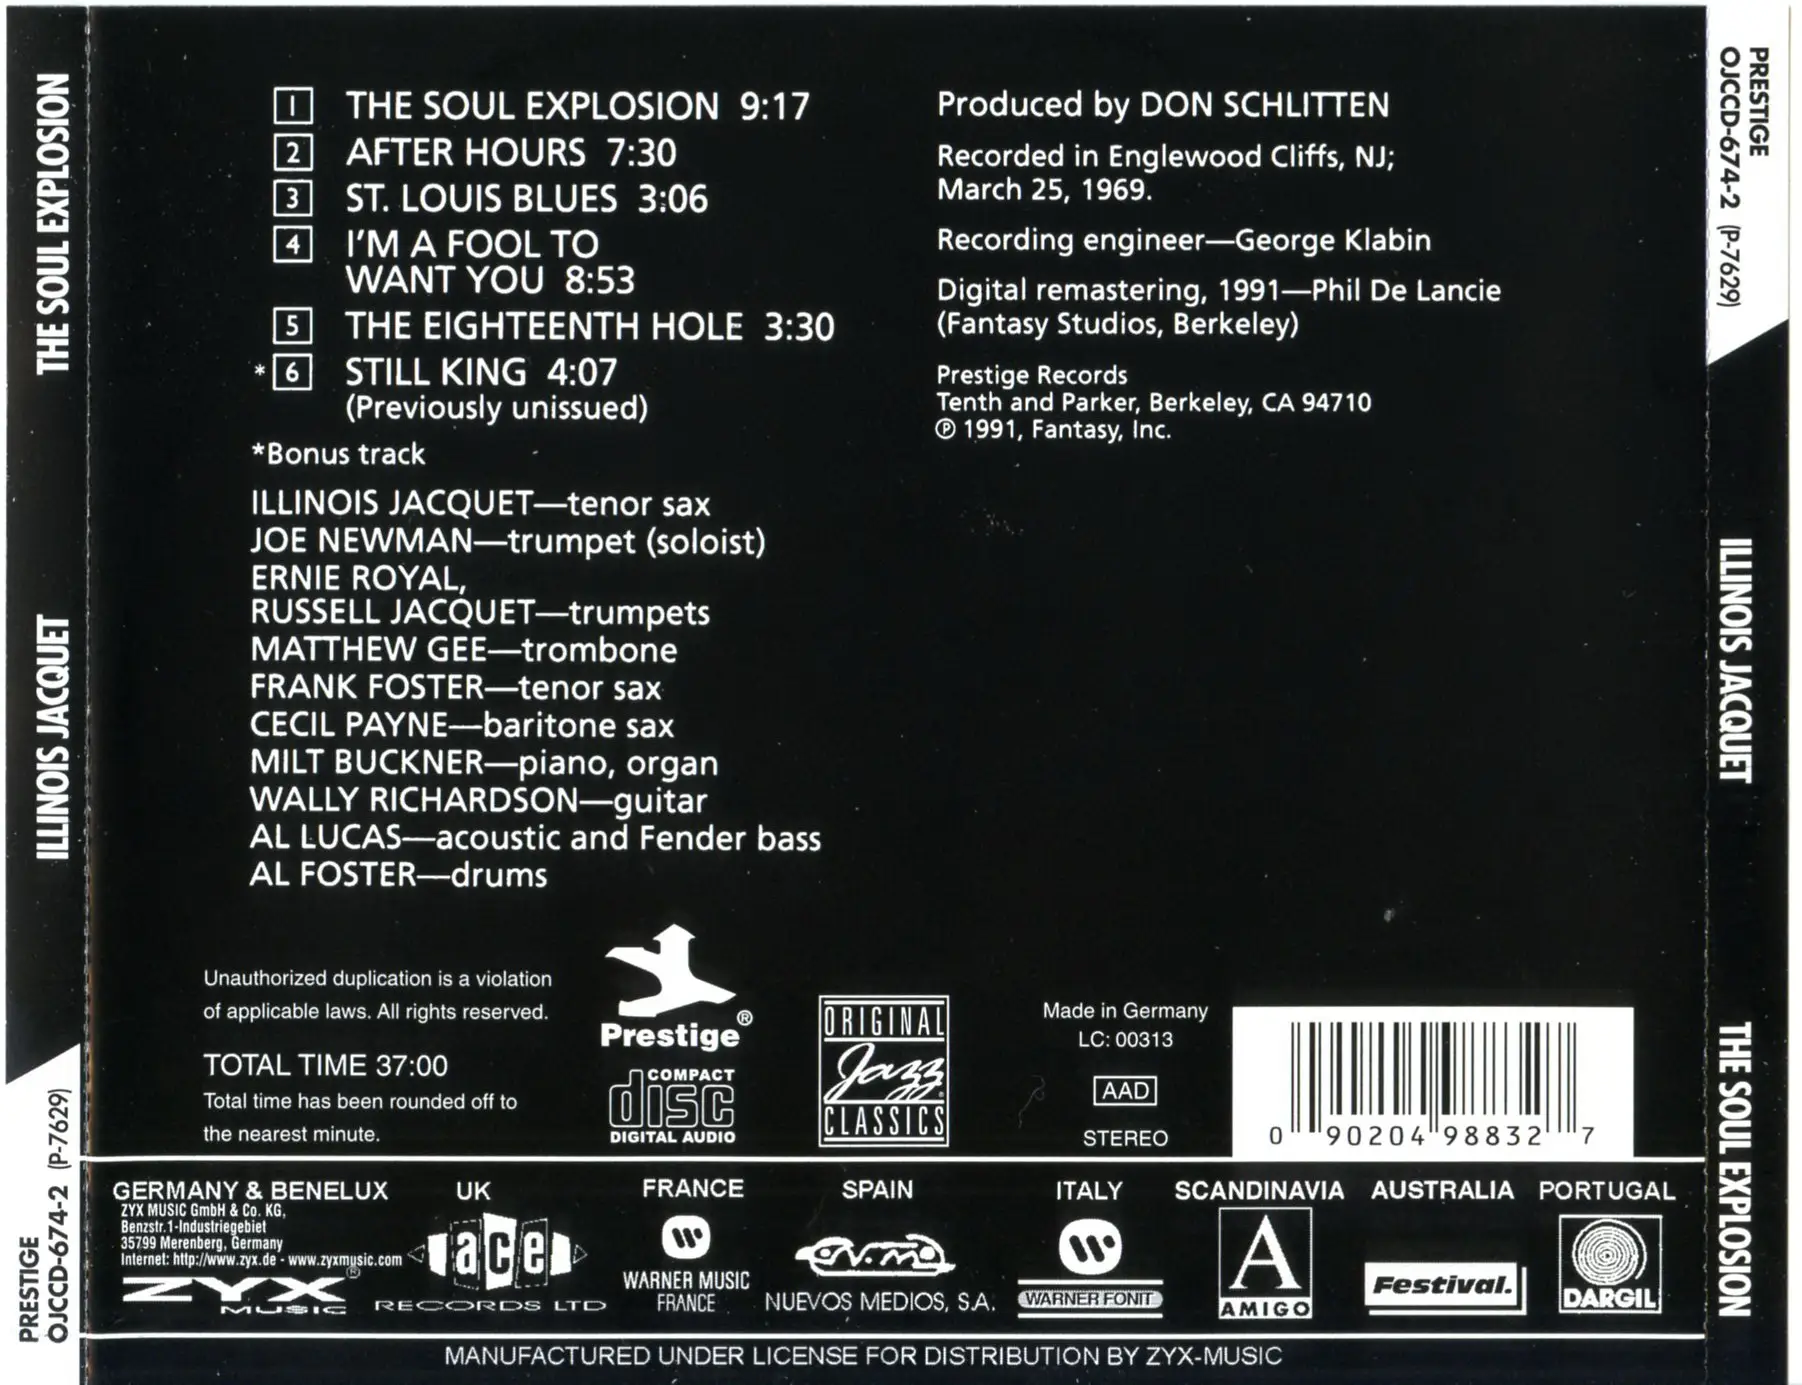 THE SOUL EXPLOSION
ILLINOIS JACQUET
PRESTIGE
OJCCD-674-2 (P-7629)
1 THE SOUL EXPLOSION 9:17
2 AFTER HOURS 7:30
3 ST. LOUIS BLUES 3:06
4 I'M A FOOL TO
WANT YOU 8:53
5 THE EIGHTEENTH HOLE 3:30
*6 STILL KING 4:07
(Previously unissued)
*Bonus track
ILLINOIS JACQUET—tenor sax
JOE NEWMAN—trumpet (soloist)
ERNIE ROYAL,
RUSSELL JACQUET—trumpets
MATTHEW GEE—trombone
FRANK FOSTER—tenor sax
CECIL PAYNE—baritone sax
MILT BUCKNER—piano, organ
WALLY RICHARDSON—guitar
AL LUCAS—acoustic and Fender bass
AL FOSTER—drums
Produced by DON SCHLITTEN
Recorded in Englewood Cliffs, NJ;
March 25, 1969.
Recording engineer—George Klabin
Digital remastering, 1991—Phil De Lancie
(Fantasy Studios, Berkeley)
Prestige Records
Tenth and Parker, Berkeley, CA 94710
℗ 1991, Fantasy, Inc.
Unauthorized duplication is a violation
of applicable laws. All rights reserved.
TOTAL TIME 37:00
Total time has been rounded off to
the nearest minute.
Prestige®
COMPACT
disc
DIGITAL AUDIO
ORIGINAL
Jazz
CLASSICS
Made in Germany
LC: 00313
AAD
STEREO
0 90204 98832 7
GERMANY & BENELUX
ZYX MUSIC GmbH & Co. KG,
Benzstr.1-Industriegebiet
35799 Merenberg, Germany
Internet: http://www.zyx.de - www.zyxmusic.com
ZYX®
MUSIC
UK
ace
RECORDS LTD
FRANCE
WARNER MUSIC
FRANCE
SPAIN
n.m.
NUEVOS MEDIOS, S.A.
ITALY
WARNER FONIT
SCANDINAVIA
A
AMIGO
AUSTRALIA
Festival.
PORTUGAL
DARGIL
MANUFACTURED UNDER LICENSE FOR DISTRIBUTION BY ZYX-MUSIC
PRESTIGE
OJCCD-674-2 (P-7629)
ILLINOIS JACQUET
THE SOUL EXPLOSION